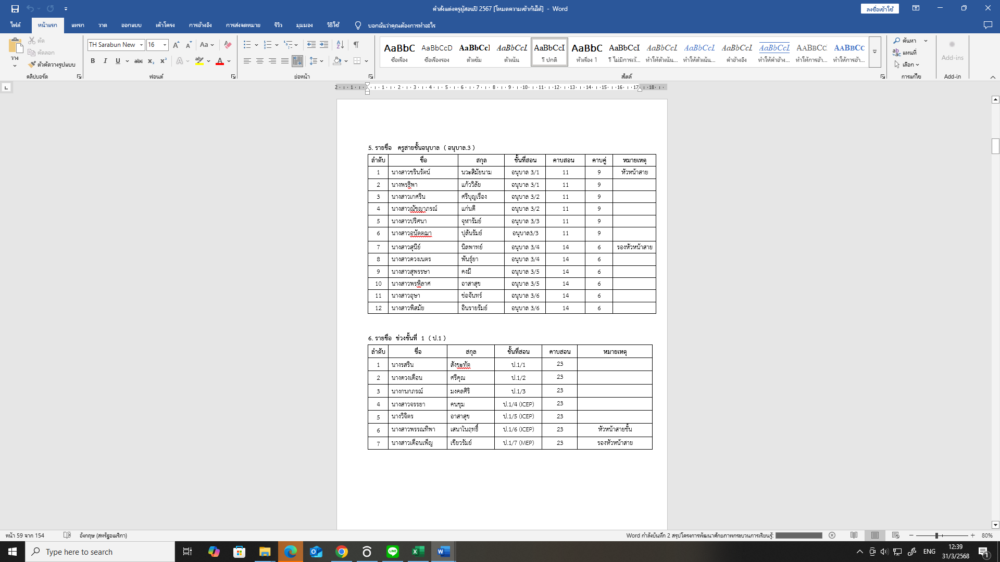 คำสั่งแต่งครูผู้สอนปี 2567 [โหมดความเข้ากันได้] - Word
ลงชื่อเข้าใช้
ไฟล์ หน้าแรก แทรก วาด ออกแบบ เค้าโครง การอ้างอิง การส่งจดหมาย รีวิว มุมมอง วิธีใช้ บอกฉันว่าคุณต้องการทำอะไร
วาง
ตัด
คัดลอก
ตัวคัดวางรูปแบบ
คลิปบอร์ด
TH Sarabun New 16
ฟอนต์
ย่อหน้า
AaBbC AaBbCcD AaBbCcI AaBbCcL AaBbCcI AaBbC AaBbCcI AaBbCcL AaBbCcL AaBbCcL AaBbCcL AABBCC AABBCC
ชื่อเรื่อง ชื่อเรื่องรอง ตัวเข้ม ตัวเน้น ¶ ปกติ หัวเรื่อง 1 ¶ ไม่มีการเว้... ทำให้ตัวเน้น... ทำให้ตัวเน้น... คำอ้างอิง ทำให้คำอ้าง... ทำให้การอ้า... ทำให้การอ้า...
สไตล์
ค้นหา
แทนที่
เลือก
การแก้ไข
Add-ins
Add-in
2 1 1 2 3 4 5 6 7 8 9 10 11 12 13 14 15 16 17 18
5. รายชื่อ ครูสายชั้นอนุบาล ( อนุบาล.3 )
ลำดับ ชื่อ สกุล ชั้นที่สอน คาบสอน คาบคู่ หมายเหตุ
1 นางสาวชรินรัตน์ นวะสิมัยนาม อนุบาล 3/1 11 9 หัวหน้าสาย
2 นางพรธิพา แก้ววิลัย อนุบาล 3/1 11 9
3 นางสาวเกศริน ศรีบุญเรือง อนุบาล 3/2 11 9
4 นางสาวณัชญาภรณ์ แก่นดี อนุบาล 3/2 11 9
5 นางสาวปริศนา จุฬารัมย์ อนุบาล 3/3 11 9
6 นางสาวอนัตตฌา ปุลันรัมย์ อนุบาล3/3 11 9
7 นางสาวสุนีย์ นิลพาทย์ อนุบาล 3/4 14 6 รองหัวหน้าสาย
8 นางสาวดวงเนตร พันธุ์ยา อนุบาล 3/4 14 6
9 นางสาวสุพรรษา คงมี อนุบาล 3/5 14 6
10 นางสาวพรพิลาศ อาสาสุข อนุบาล 3/5 14 6
11 นางสาวอุษา ช่อจันทร์ อนุบาล 3/6 14 6
12 นางสาวพิสมัย อินรายรัมย์ อนุบาล 3/6 14 6
6. รายชื่อ ช่วงชั้นที่ 1 ( ป.1 )
ลำดับ ชื่อ สกุล ชั้นที่สอน คาบสอน หมายเหตุ
1 นางรสริน สังฆะทัต ป.1/1 23
2 นางดวงเดือน ศรีคุณ ป.1/2 23
3 นางกนกภรณ์ มงคลศิริ ป.1/3 23
4 นางสาวจรรยา คนชุม ป.1/4 (ICEP) 23
5 นางวิจิตร อาสาสุข ป.1/5 (ICEP) 23
6 นางสาวพรรณทิพา เสนาโนฤทธิ์ ป.1/6 (ICEP) 23 หัวหน้าสายชั้น
7 นางสาวเดือนเพ็ญ เขียวรัมย์ ป.1/7 (MEP) 23 รองหัวหน้าสาย
หน้า 59 จาก 154 อังกฤษ (สหรัฐอเมริกา) Word กำลังบันทึก 2 สรุปโครงการพัฒนาศักยภาพกระบวนการเรียนรู้: 80%
Type here to search
ENG
12:39
31/3/2568
1